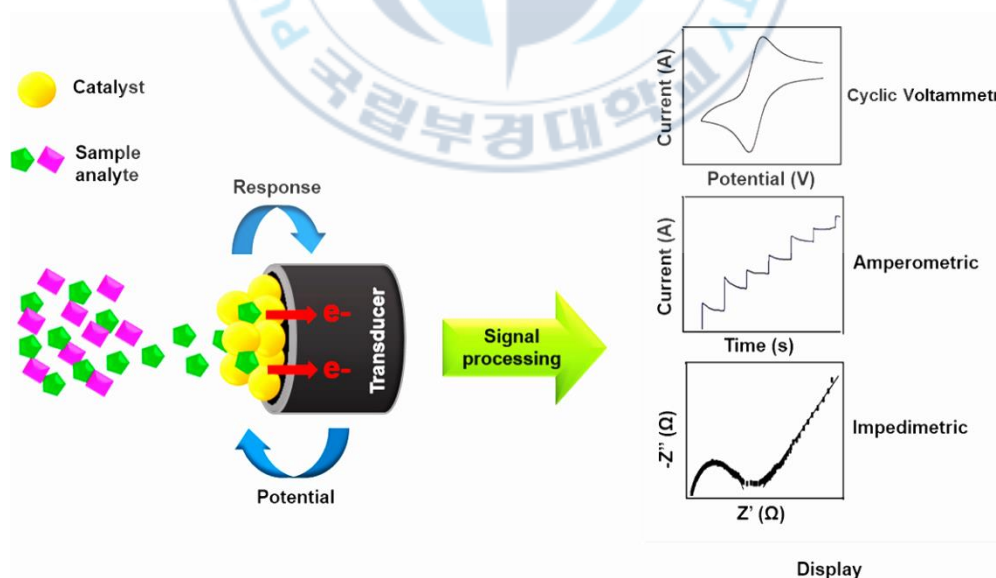 국립부경대학교
Catalyst
Sample
analyte
Response
e-
e-
Transducer
Potential
Signal
processing
Current (A)
Potential (V)
Cyclic Voltammetr
Current (A)
Time (s)
Amperometric
-Z'' (Ω)
Z' (Ω)
Impedimetric
Display